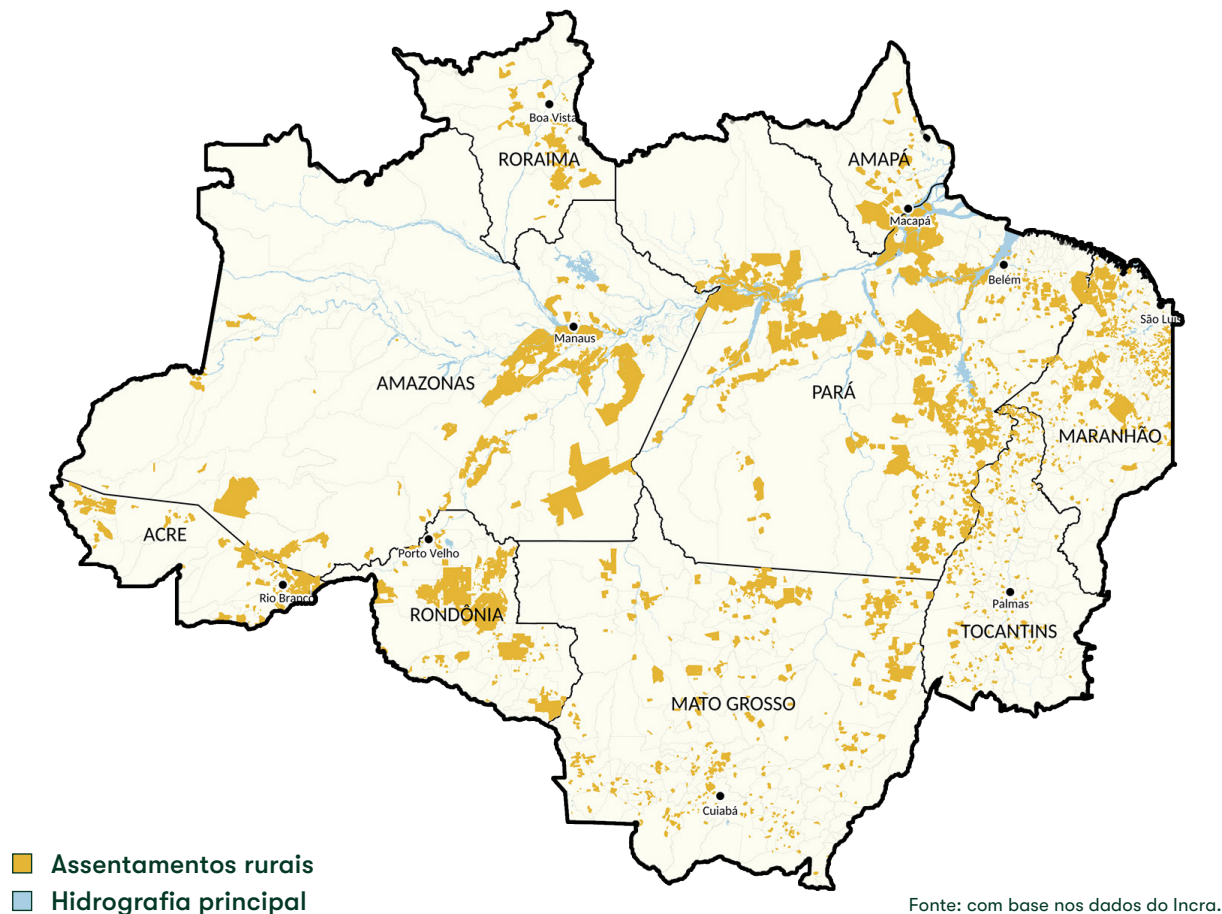 Boa Vista
RORAIMA
AMAPÁ
Macapá
Belém
São Luís
Manaus
AMAZONAS
PARÁ
MARANHÃO
ACRE
Porto Velho
Rio Branco
RONDÔNIA
Palmas
TOCANTINS
MATO GROSSO
Cuiabá
Assentamentos rurais
Hidrografia principal
Fonte: com base nos dados do Incra.